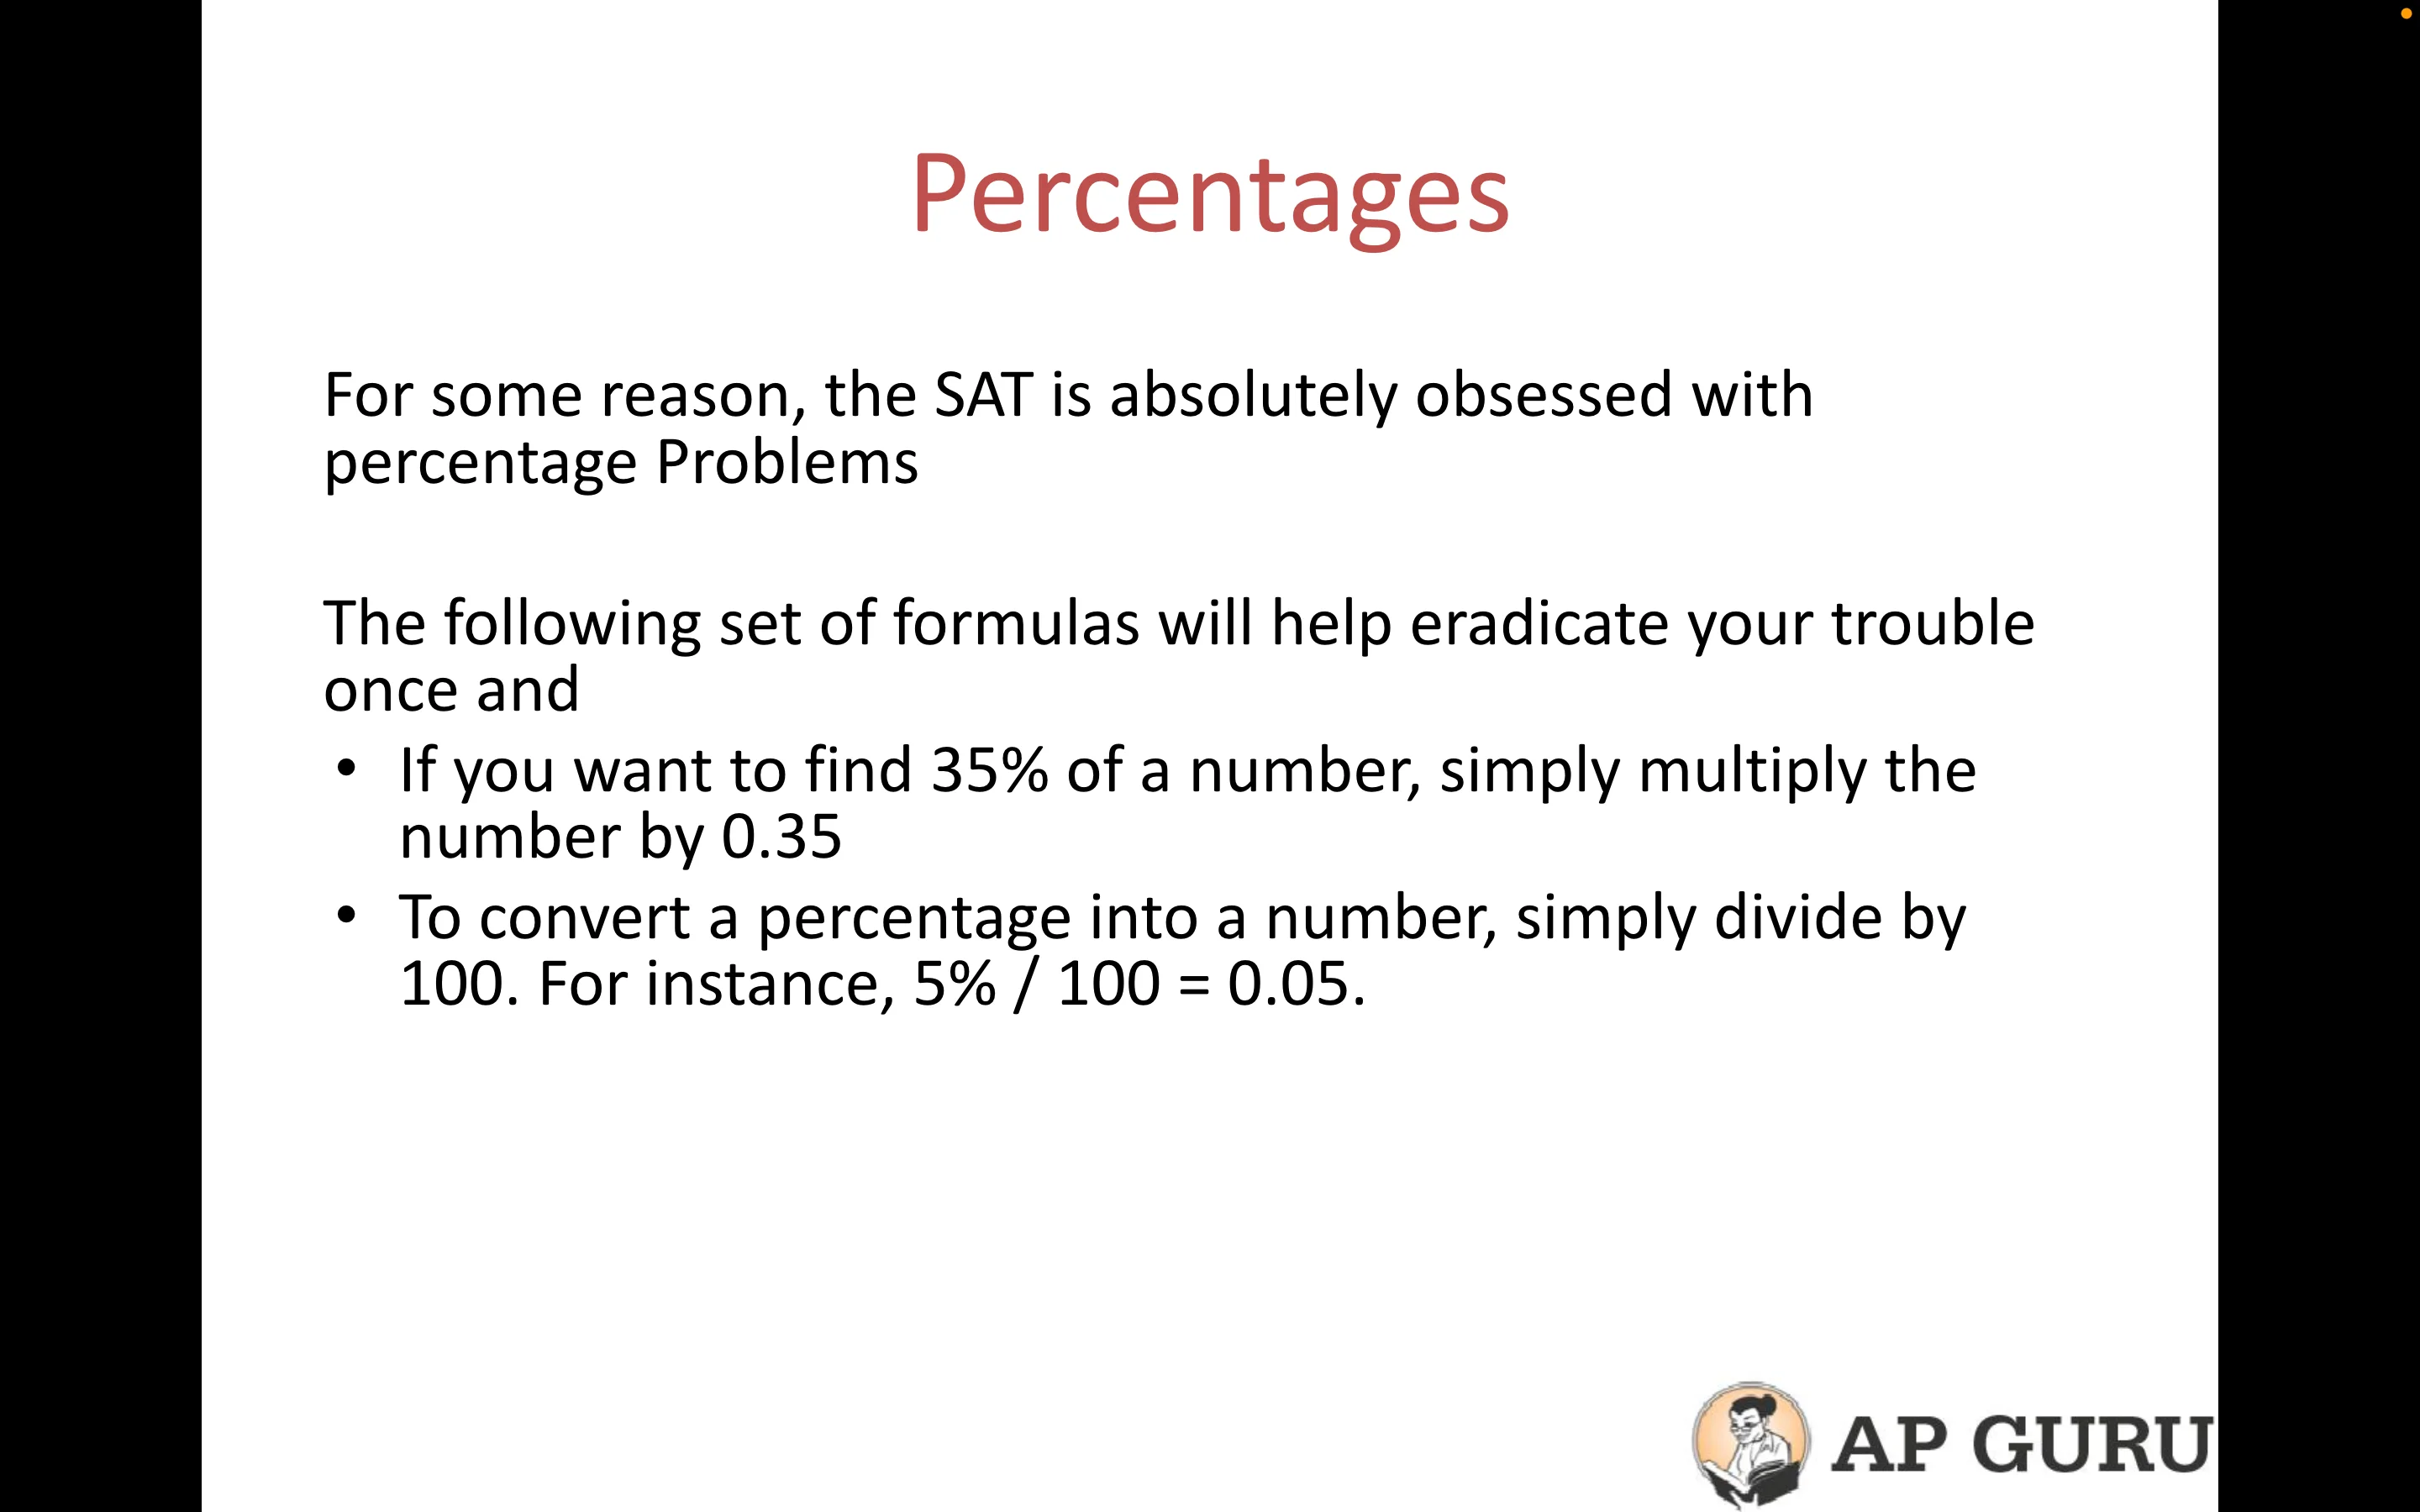 Percentages
For some reason, the SAT is absolutely obsessed with
percentage Problems
The following set of formulas will help eradicate your trouble
once and
• If you want to find 35% of a number, simply multiply the
number by 0.35
• To convert a percentage into a number, simply divide by
100. For instance, 5% / 100 = 0.05.
AP GURU